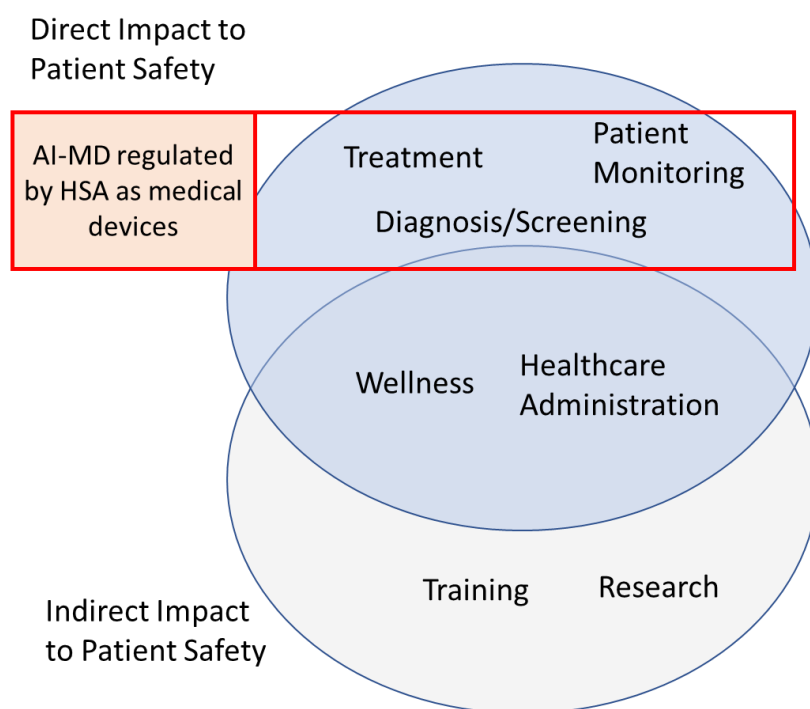 Direct Impact to
Patient Safety
AI-MD regulated
by HSA as medical
devices
Treatment
Patient
Monitoring
Diagnosis/Screening
Wellness
Healthcare
Administration
Training
Research
Indirect Impact
to Patient Safety